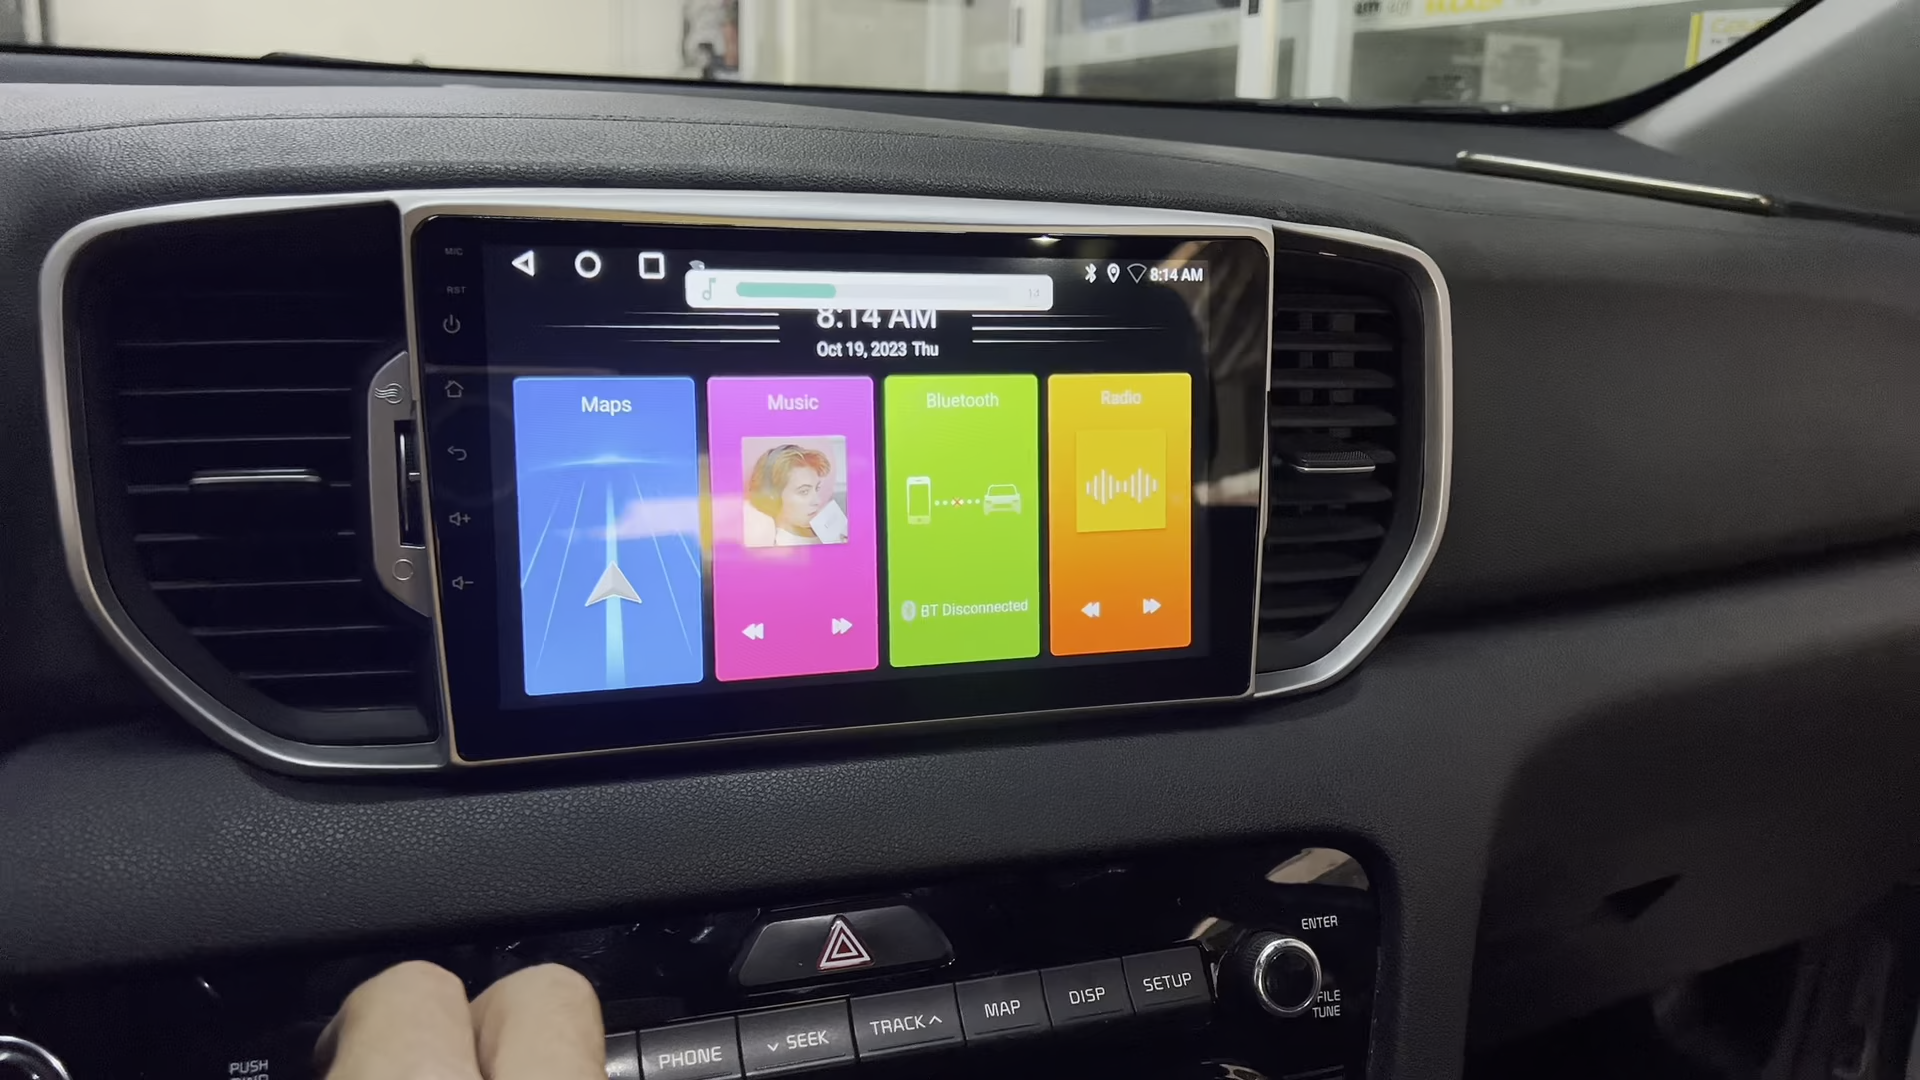 MIC
RST
8:14 AM
13
8:14 AM
Oct 19, 2023 Thu
Maps
Music
Bluetooth
Radio
BT Disconnected
ENTER
FILE
TUNE
SETUP
DISP
MAP
TRACK
SEEK
PHONE
PUSH